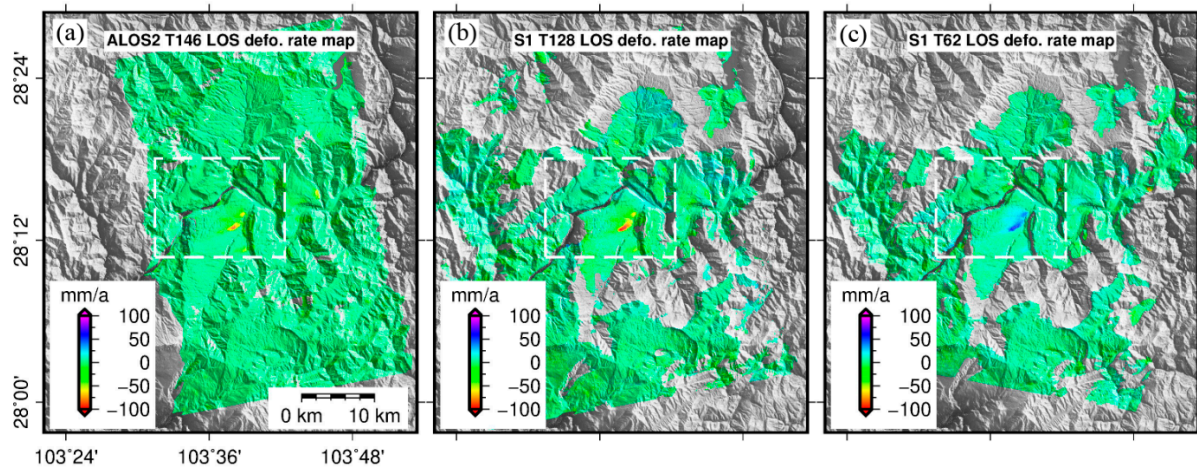 (a) ALOS2 T146 LOS defo. rate map
(b) S1 T128 LOS defo. rate map
(c) S1 T62 LOS defo. rate map
28°24'
28°12'
28°00'
mm/a
100
50
0
−50
−100
0 km 10 km
mm/a
100
50
0
−50
−100
mm/a
100
50
0
−50
−100
103°24' 103°36' 103°48'